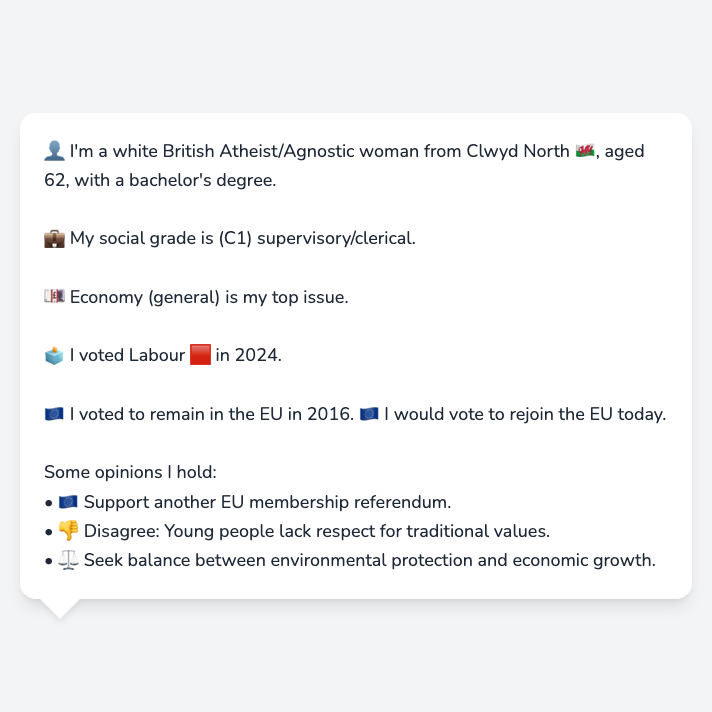 👤 I'm a white British Atheist/Agnostic woman from Clwyd North 🏴󠁧󠁢󠁷󠁬󠁳󠁿, aged
62, with a bachelor's degree.
💼 My social grade is (C1) supervisory/clerical.
💷 Economy (general) is my top issue.
🗳️ I voted Labour 🟥 in 2024.
🇪🇺 I voted to remain in the EU in 2016. 🇪🇺 I would vote to rejoin the EU today.
Some opinions I hold:
• 🇪🇺 Support another EU membership referendum.
• 👎 Disagree: Young people lack respect for traditional values.
• ⚖️ Seek balance between environmental protection and economic growth.